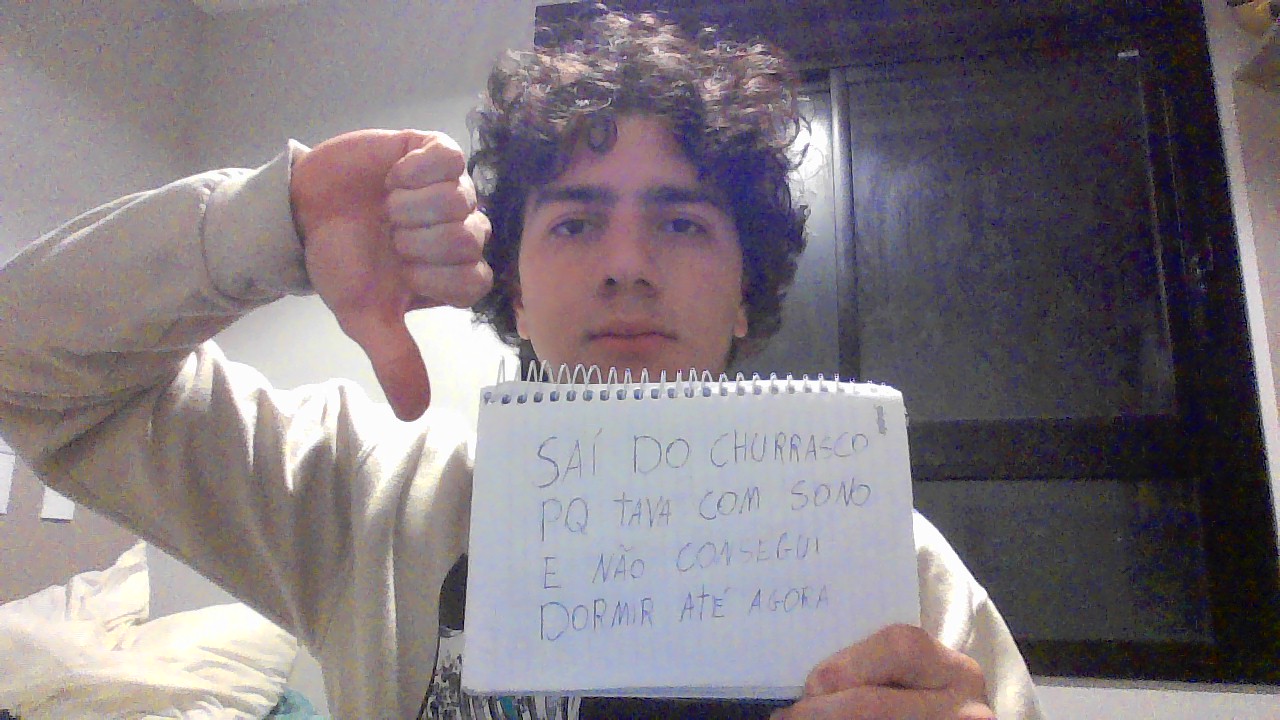 SAÍ DO CHURRASCO
PQ TAVA COM SONO
E NÃO CONSEGUI
DORMIR ATÉ AGORA